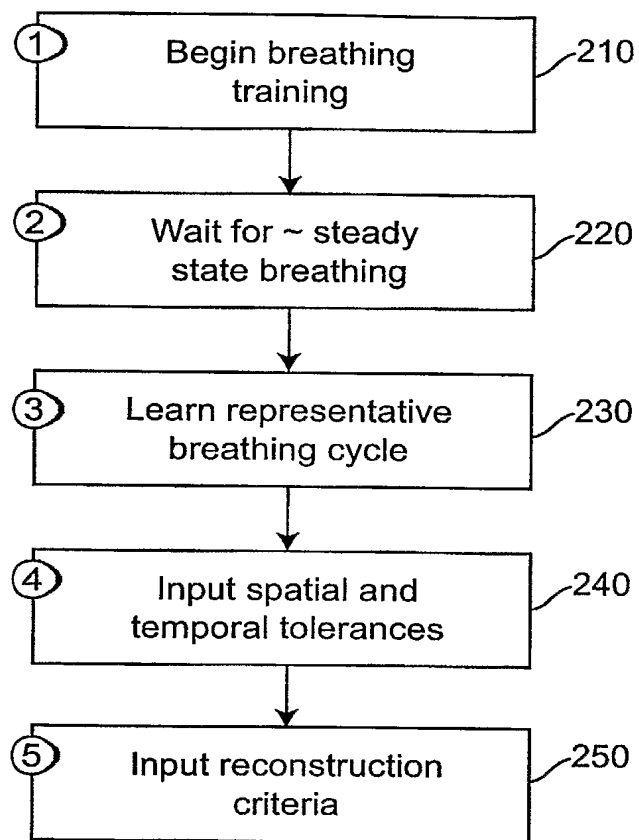 1
Begin breathing
training
210
2
Wait for ~ steady
state breathing
220
3
Learn representative
breathing cycle
230
4
Input spatial and
temporal tolerances
240
5
Input reconstruction
criteria
250